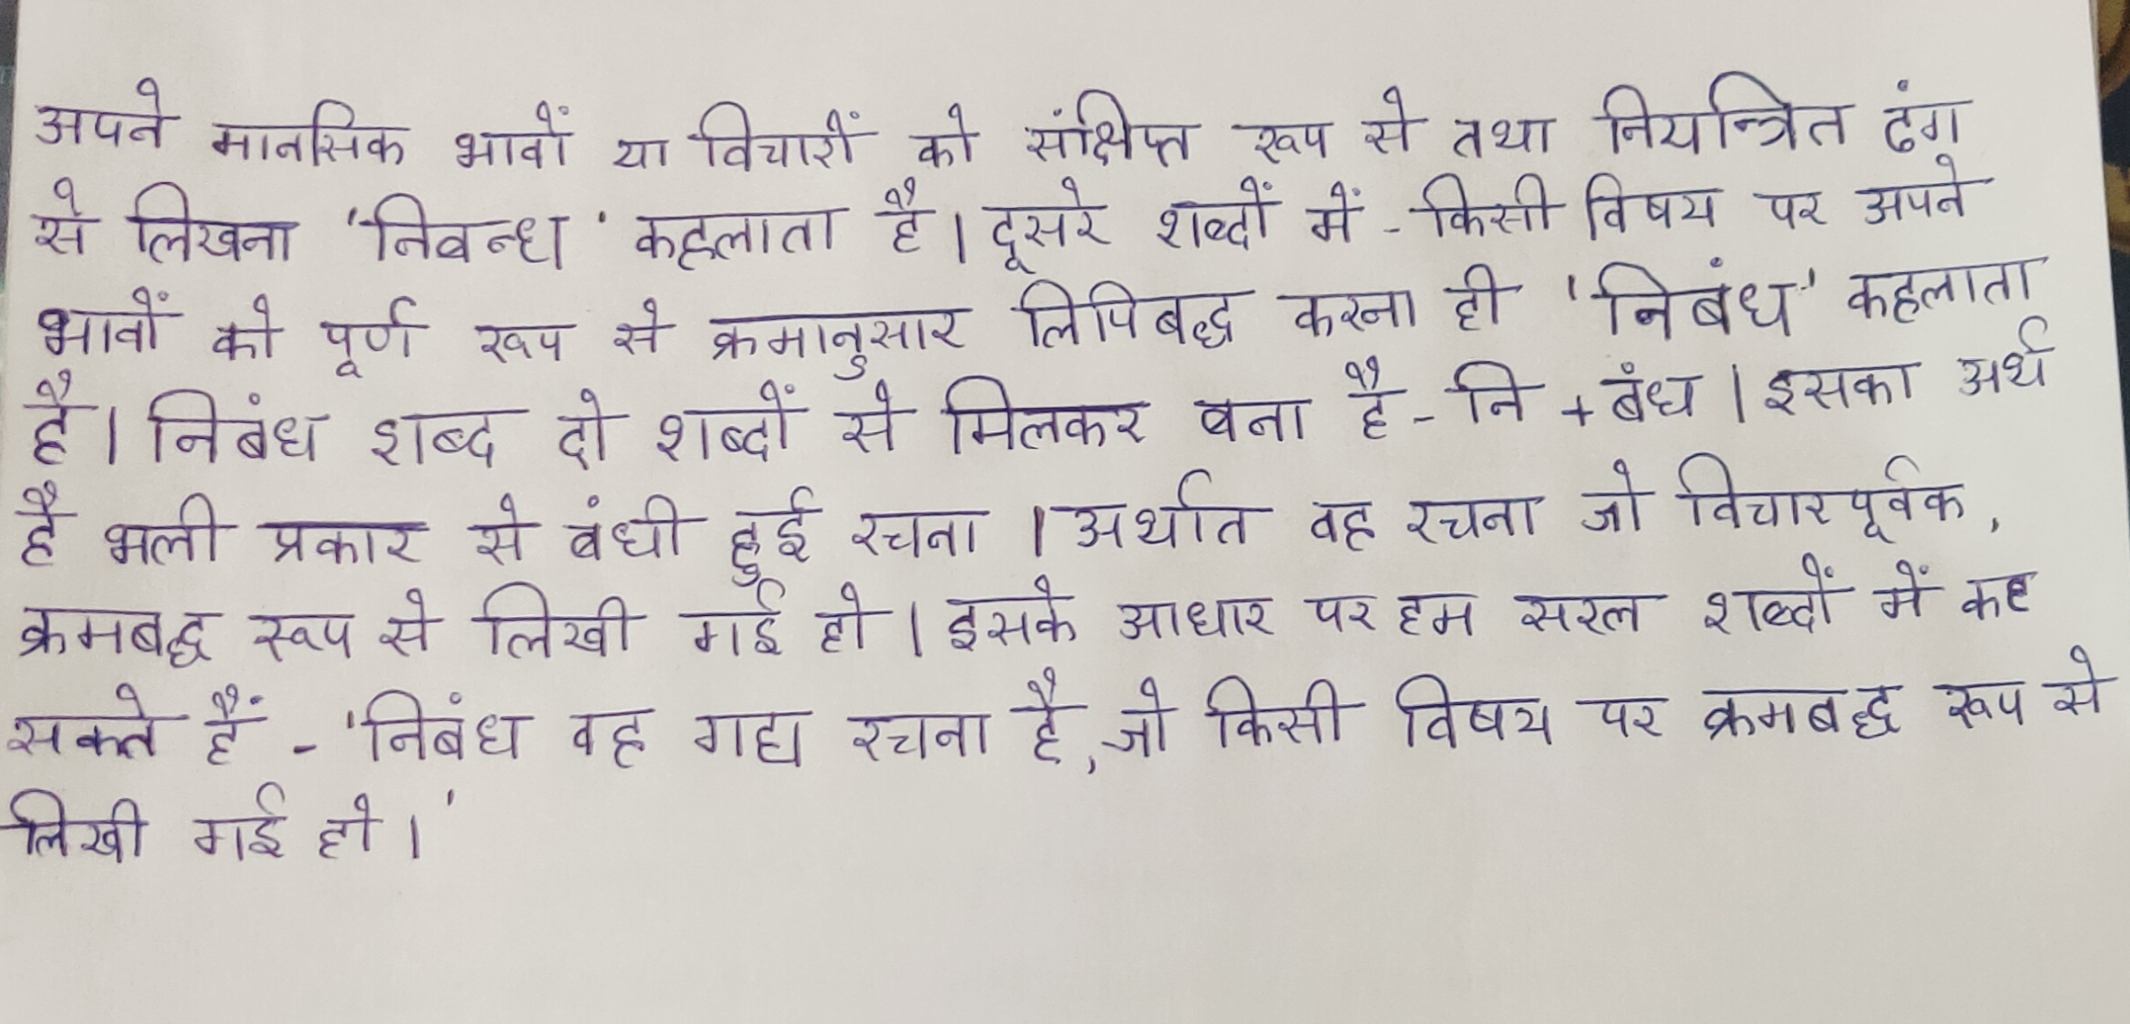 अपने मानसिक भावों या विचारों को संक्षिप्त रूप से तथा नियन्त्रित ढंग
से लिखना 'निबन्ध' कहलाता है। दूसरे शब्दों में - किसी विषय पर अपने
भावों को पूर्ण रूप से क्रमानुसार लिपिबद्ध करना ही 'निबंध' कहलाता
है। निबंध शब्द दो शब्दों से मिलकर बना है - नि + बंध। इसका अर्थ
है भली प्रकार से बंधी हुई रचना। अर्थात वह रचना जो विचारपूर्वक,
क्रमबद्ध रूप से लिखी गई हो। इसके आधार पर हम सरल शब्दों में कह
सकते हैं - 'निबंध वह गद्य रचना है, जो किसी विषय पर क्रमबद्ध रूप से
लिखी गई हो।'